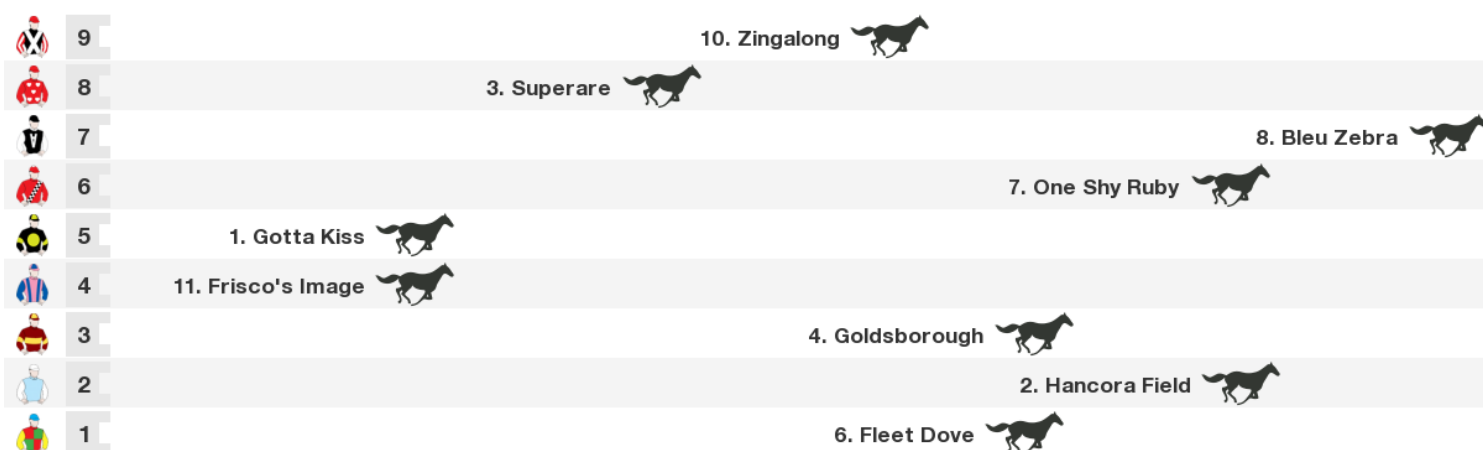 9 10. Zingalong
8 3. Superare
7 8. Bleu Zebra
6 7. One Shy Ruby
5 1. Gotta Kiss
4 11. Frisco's Image
3 4. Goldsborough
2 2. Hancora Field
1 6. Fleet Dove